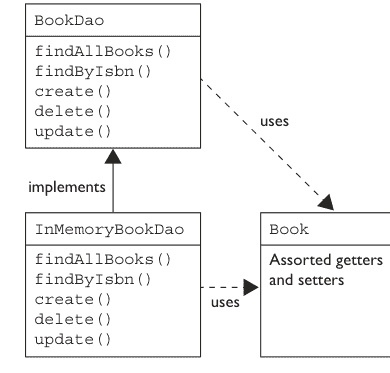 BookDao
findAllBooks()
findByIsbn()
create()
delete()
update()
uses
implements
InMemoryBookDao
findAllBooks()
findByIsbn()
create()
delete()
update()
uses
Book
Assorted getters
and setters